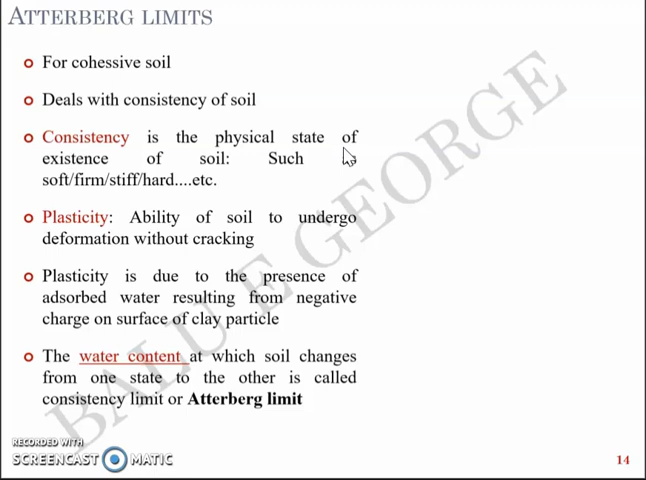 ATTERBERG LIMITS
For cohessive soil
Deals with consistency of soil
Consistency is the physical state of
existence of soil: Such
soft/firm/stiff/hard....etc.
Plasticity: Ability of soil to undergo
deformation without cracking
Plasticity is due to the presence of
adsorbed water resulting from negative
charge on surface of clay particle
The water content at which soil changes
from one state to the other is called
consistency limit or Atterberg limit
BALU E GEORGE
RECORDED WITH
SCREENCAST MATIC
14